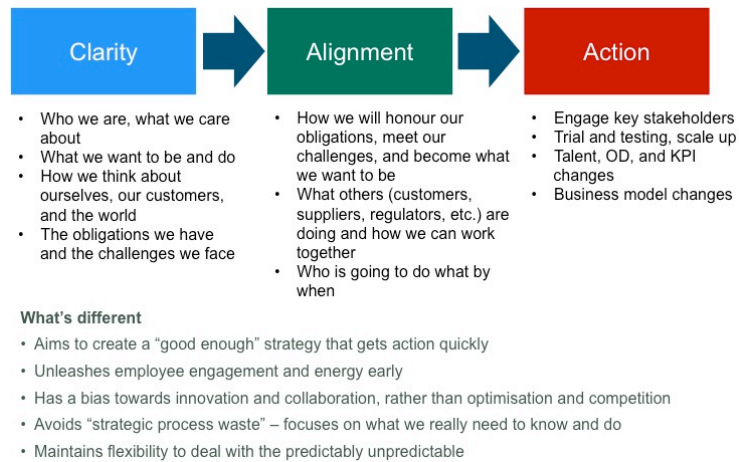 Clarity
Alignment
Action
• Who we are, what we care
about
• What we want to be and do
• How we think about
ourselves, our customers,
and the world
• The obligations we have
and the challenges we face
• How we will honour our
obligations, meet our
challenges, and become what
we want to be
• What others (customers,
suppliers, regulators, etc.) are
doing and how we can work
together
• Who is going to do what by
when
• Engage key stakeholders
• Trial and testing, scale up
• Talent, OD, and KPI
changes
• Business model changes
What's different
• Aims to create a “good enough” strategy that gets action quickly
• Unleashes employee engagement and energy early
• Has a bias towards innovation and collaboration, rather than optimisation and competition
• Avoids “strategic process waste” – focuses on what we really need to know and do
• Maintains flexibility to deal with the predictably unpredictable